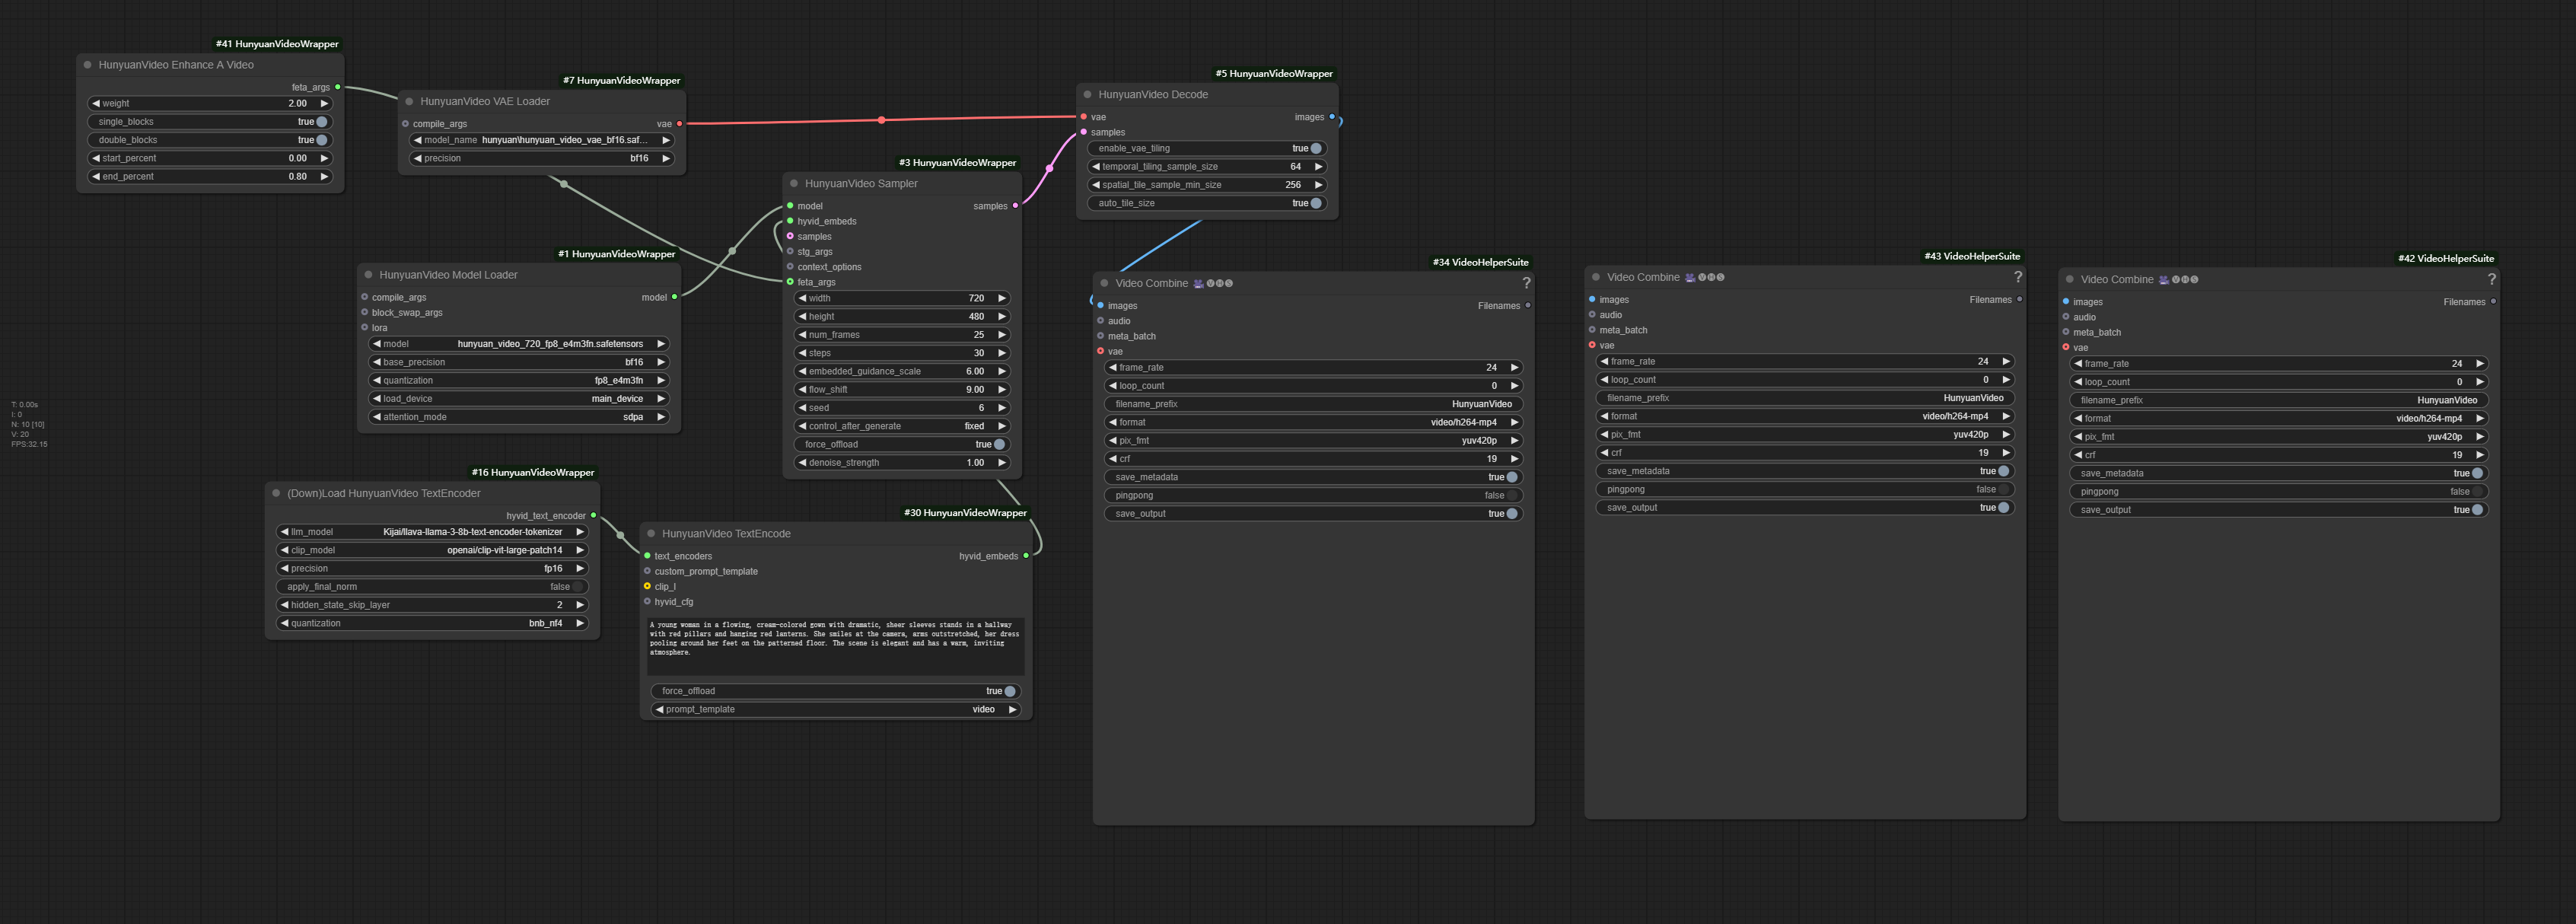 #41 HunyuanVideoWrapper
HunyuanVideo Enhance A Video
feta_args
weight 2.00
single_blocks true
double_blocks true
start_percent 0.00
end_percent 0.80
#7 HunyuanVideoWrapper
HunyuanVideo VAE Loader
compile_args vae
model_name hunyuan\hunyuan_video_vae_bf16.saf...
precision bf16
#1 HunyuanVideoWrapper
HunyuanVideo Model Loader
compile_args model
block_swap_args
lora
model hunyuan_video_720_fp8_e4m3fn.safetensors
base_precision bf16
quantization fp8_e4m3fn
load_device main_device
attention_mode sdpa
T: 0.00s
I: 0
N: 10 [10]
V: 20
FPS:32.15
#16 HunyuanVideoWrapper
(Down)Load HunyuanVideo TextEncoder
hyvid_text_encoder
llm_model Kijai/llava-llama-3-8b-text-encoder-tokenizer
clip_model openai/clip-vit-large-patch14
precision fp16
apply_final_norm false
hidden_state_skip_layer 2
quantization bnb_nf4
#3 HunyuanVideoWrapper
HunyuanVideo Sampler
model samples
hyvid_embeds
samples
stg_args
context_options
feta_args
width 720
height 480
num_frames 25
steps 30
embedded_guidance_scale 6.00
flow_shift 9.00
seed 6
control_after_generate fixed
force_offload true
denoise_strength 1.00
#30 HunyuanVideoWrapper
HunyuanVideo TextEncode
text_encoders hyvid_embeds
custom_prompt_template
clip_l
hyvid_cfg
A young woman in a flowing, cream-colored gown with dramatic, sheer sleeves stands in a hallway
with red pillars and hanging red lanterns. She smiles at the camera, arms outstretched, her dress
pooling around her feet on the patterned floor. The scene is elegant and has a warm, inviting
atmosphere.
force_offload true
prompt_template video
#5 HunyuanVideoWrapper
HunyuanVideo Decode
vae images
samples
enable_vae_tiling true
temporal_tiling_sample_size 64
spatial_tile_sample_min_size 256
auto_tile_size true
#34 VideoHelperSuite
Video Combine 🎥🅥🅗🅢 ?
images Filenames
audio
meta_batch
vae
frame_rate 24
loop_count 0
filename_prefix HunyuanVideo
format video/h264-mp4
pix_fmt yuv420p
crf 19
save_metadata true
pingpong false
save_output true
#43 VideoHelperSuite
Video Combine 🎥🅥🅗🅢 ?
images Filenames
audio
meta_batch
vae
frame_rate 24
loop_count 0
filename_prefix HunyuanVideo
format video/h264-mp4
pix_fmt yuv420p
crf 19
save_metadata true
pingpong false
save_output true
#42 VideoHelperSuite
Video Combine 🎥🅥🅗🅢 ?
images Filenames
audio
meta_batch
vae
frame_rate 24
loop_count 0
filename_prefix HunyuanVideo
format video/h264-mp4
pix_fmt yuv420p
crf 19
save_metadata true
pingpong false
save_output true